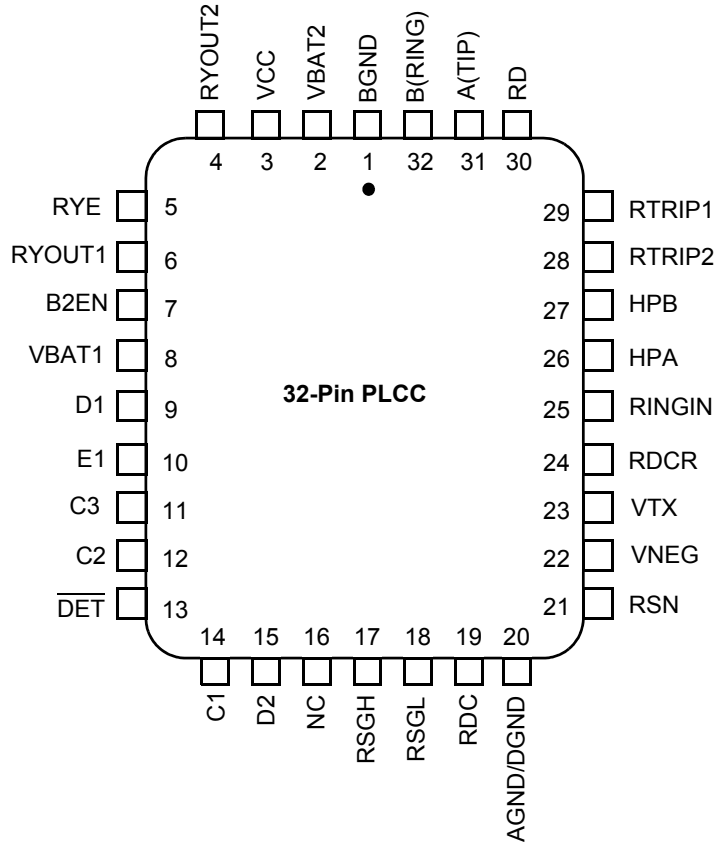 RYOUT2
VCC
VBAT2
BGND
B(RING)
A(TIP)
RD
4 3 2 1 32 31 30
RYE 5
RYOUT1 6
B2EN 7
VBAT1 8
D1 9
E1 10
C3 11
C2 12
D̅E̅T̅ 13
32-Pin PLCC
29 RTRIP1
28 RTRIP2
27 HPB
26 HPA
25 RINGIN
24 RDCR
23 VTX
22 VNEG
21 RSN
14 15 16 17 18 19 20
C1
D2
NC
RSGH
RSGL
RDC
AGND/DGND